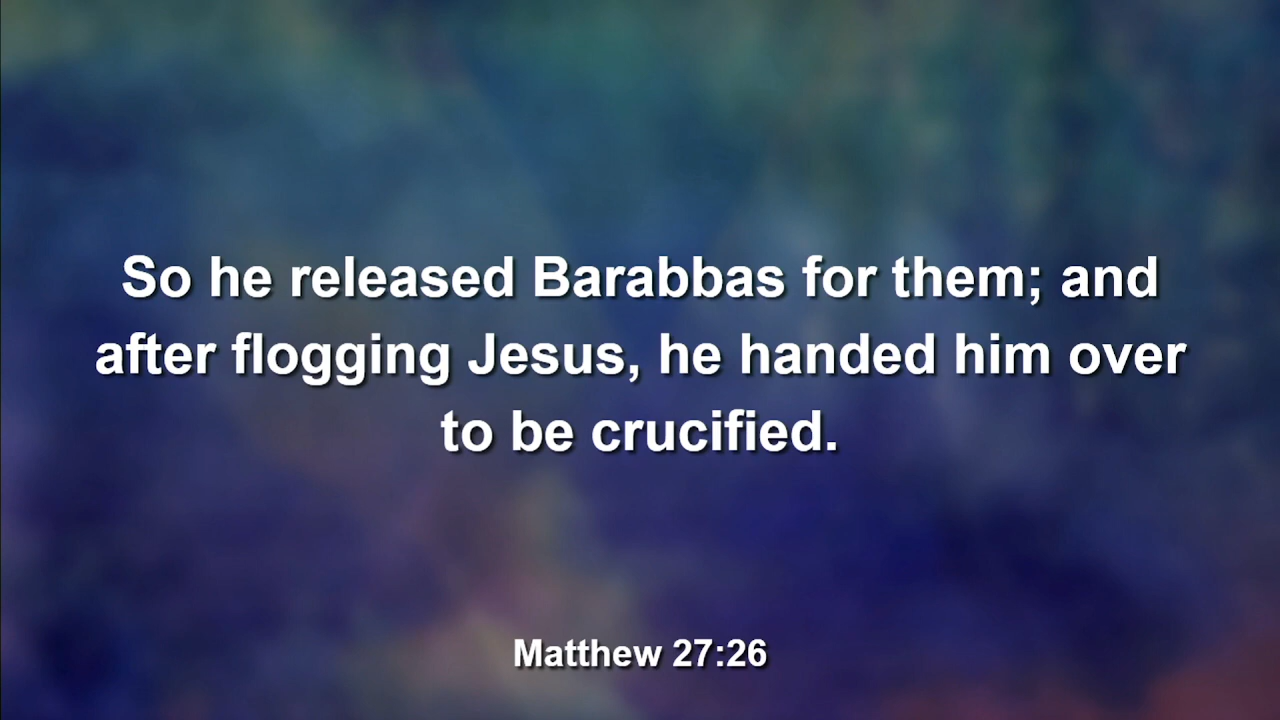 So he released Barabbas for them; and
after flogging Jesus, he handed him over
to be crucified.
Matthew 27:26